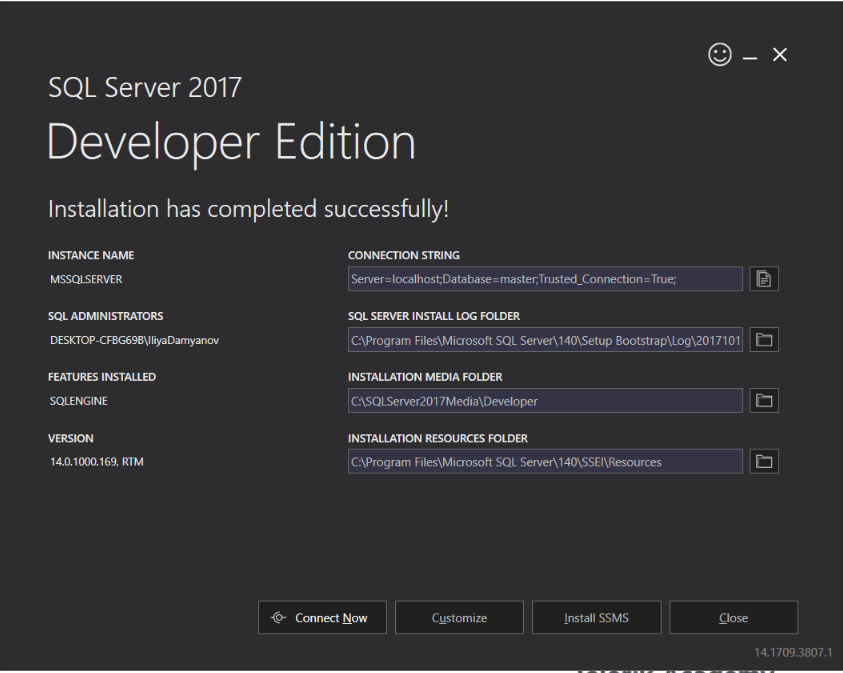 SQL Server 2017
Developer Edition
Installation has completed successfully!
INSTANCE NAME
MSSQLSERVER
CONNECTION STRING
Server=localhost;Database=master;Trusted_Connection=True;
SQL ADMINISTRATORS
DESKTOP-CFBG69B\IliyaDamyanov
SQL SERVER INSTALL LOG FOLDER
C:\Program Files\Microsoft SQL Server\140\Setup Bootstrap\Log\2017101
FEATURES INSTALLED
SQLENGINE
INSTALLATION MEDIA FOLDER
C:\SQLServer2017Media\Developer
VERSION
14.0.1000.169, RTM
INSTALLATION RESOURCES FOLDER
C:\Program Files\Microsoft SQL Server\140\SSEI\Resources
Connect Now
Customize
Install SSMS
Close
14.1709.3807.1